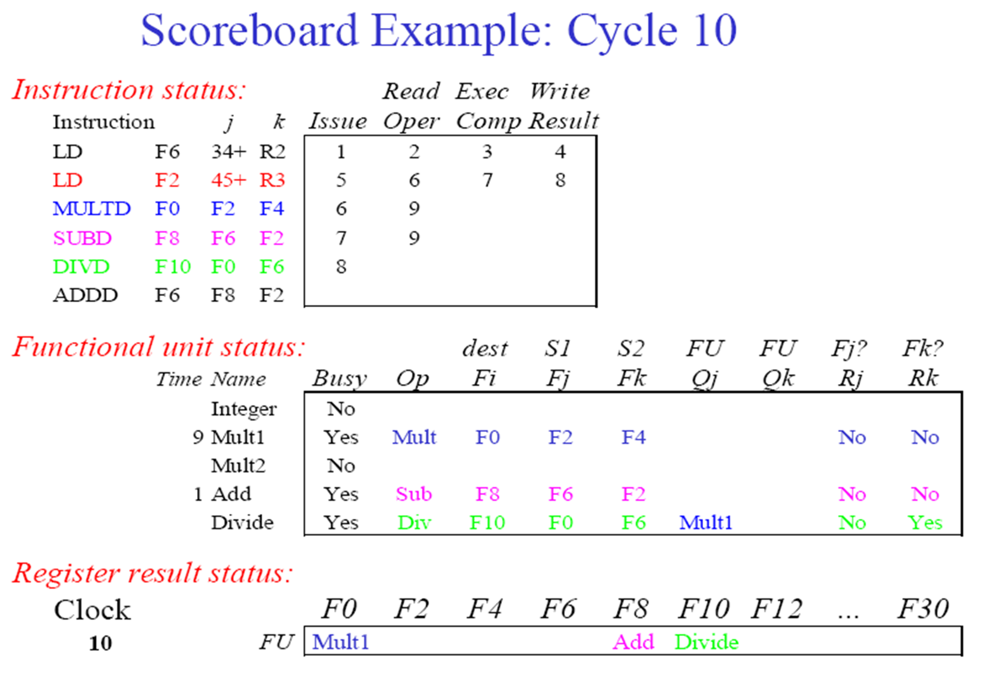 Scoreboard Example: Cycle 10
Instruction status: Read Exec Write
Instruction j k Issue Oper Comp Result
LD F6 34+ R2 1 2 3 4
LD F2 45+ R3 5 6 7 8
MULTD F0 F2 F4 6 9
SUBD F8 F6 F2 7 9
DIVD F10 F0 F6 8
ADDD F6 F8 F2
Functional unit status: dest S1 S2 FU FU Fj? Fk?
Time Name Busy Op Fi Fj Fk Qj Qk Rj Rk
Integer No
9 Mult1 Yes Mult F0 F2 F4 No No
Mult2 No
1 Add Yes Sub F8 F6 F2 No No
Divide Yes Div F10 F0 F6 Mult1 No Yes
Register result status:
Clock F0 F2 F4 F6 F8 F10 F12 ... F30
10 FU Mult1 Add Divide